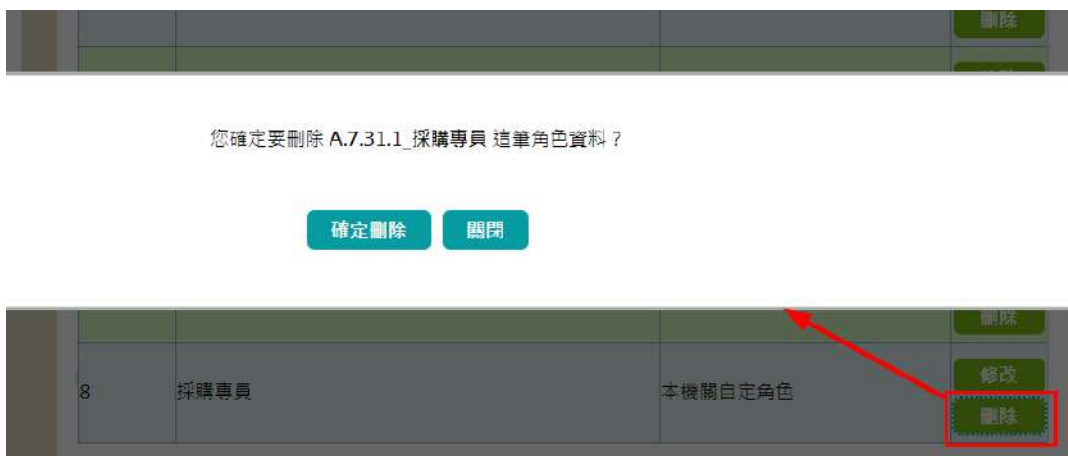 刪除
您確定要刪除 A.7.31.1_採購專員 這筆角色資料？
確定刪除 關閉
刪除
8 採購專員 本機關自定角色 修改
刪除